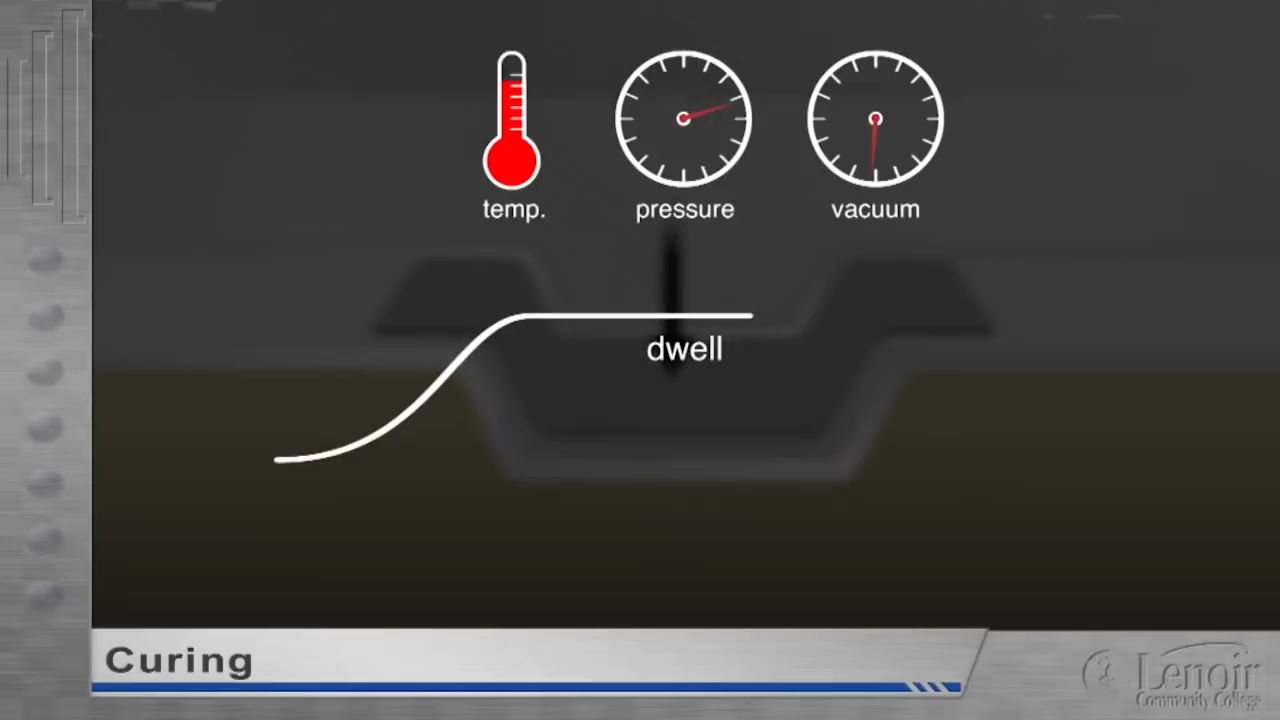 temp.
pressure
vacuum
dwell
Curing
Lenoir
Community College